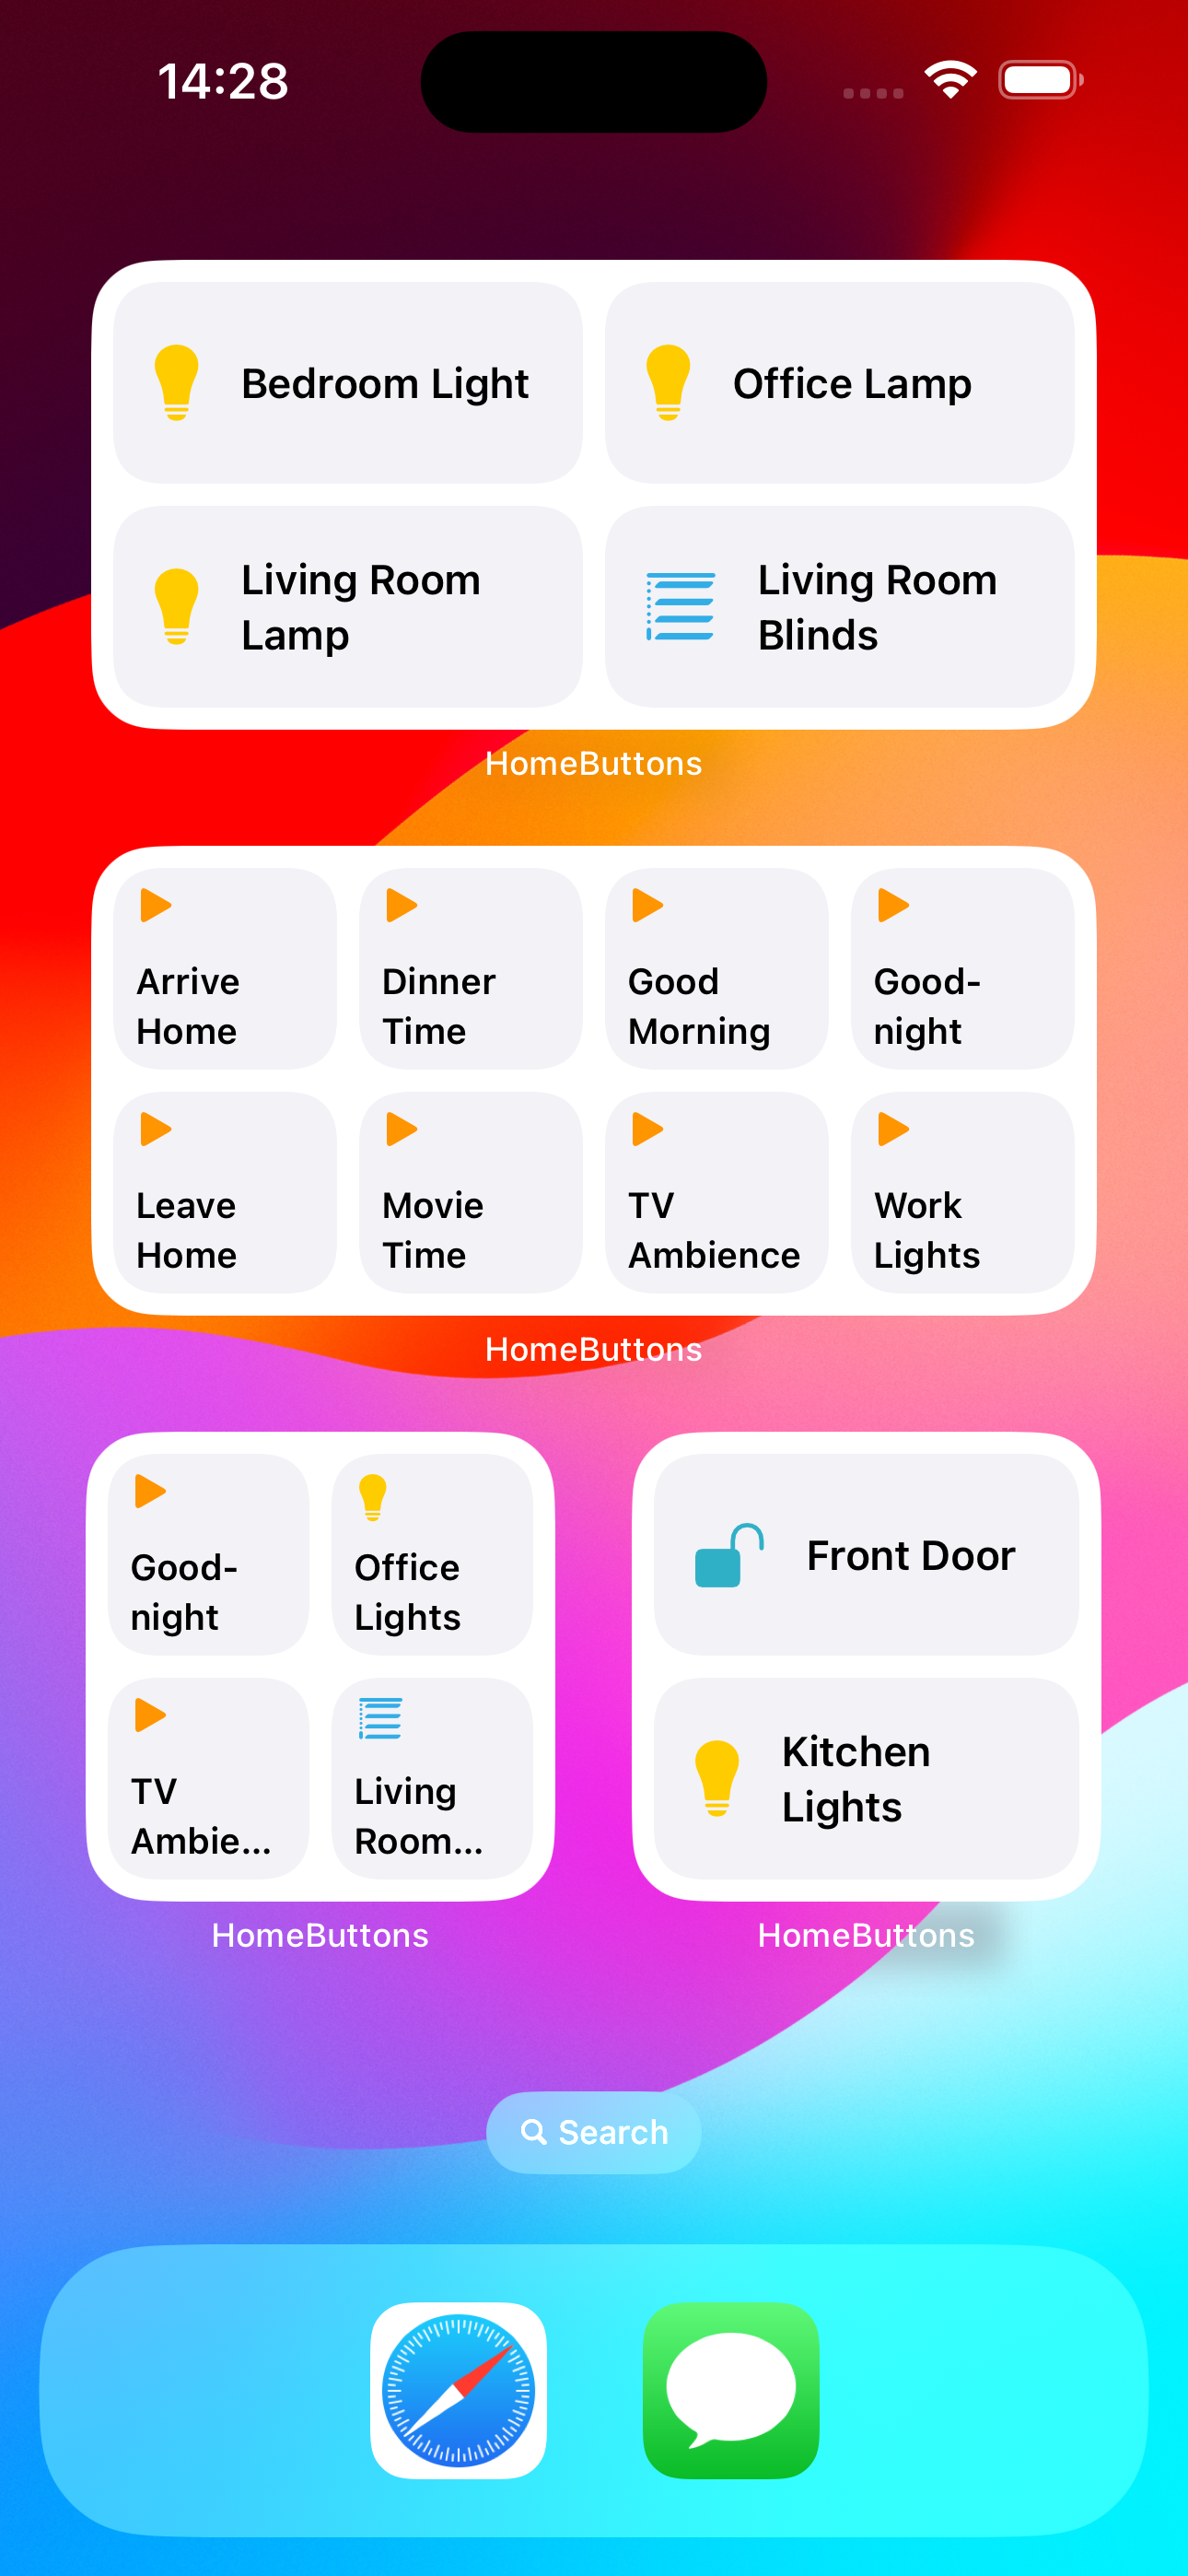 14:28
Bedroom Light
Office Lamp
Living Room
Lamp
Living Room
Blinds
HomeButtons
Arrive
Home
Dinner
Time
Good
Morning
Good-
night
Leave
Home
Movie
Time
TV
Ambience
Work
Lights
HomeButtons
Good-
night
Office
Lights
TV
Ambie...
Living
Room...
HomeButtons
Front Door
Kitchen
Lights
HomeButtons
Search